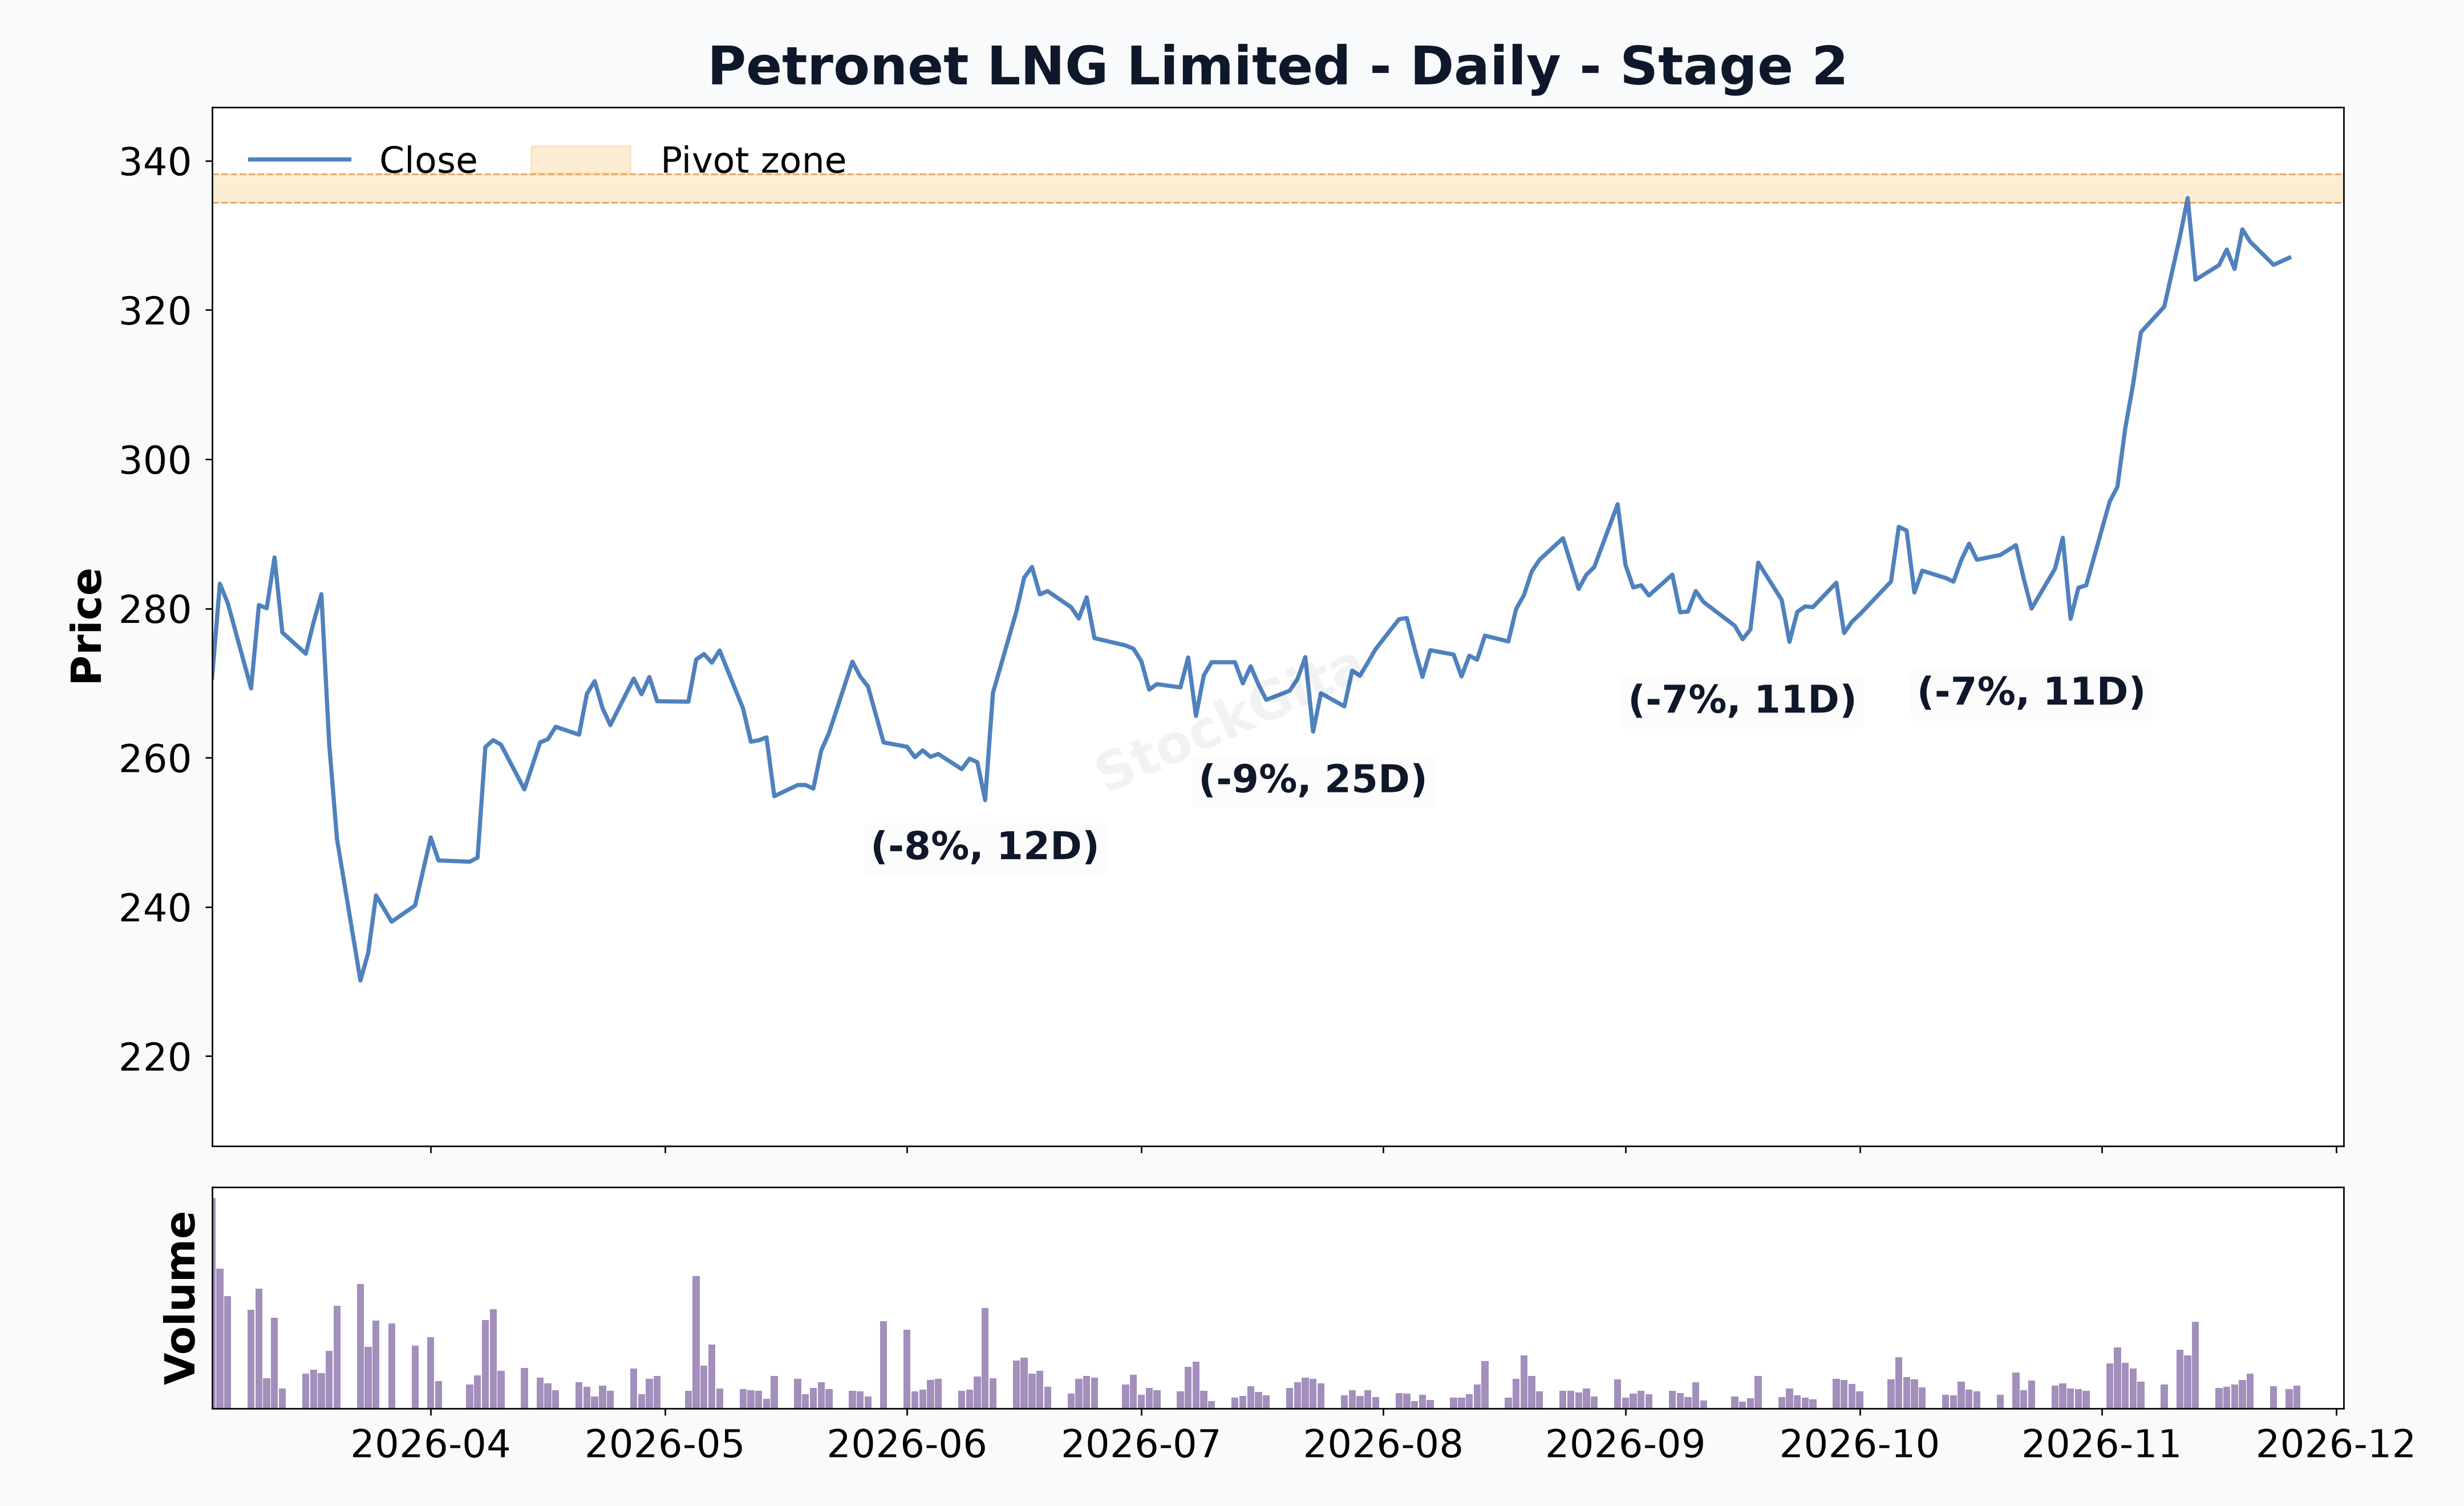 Petronet LNG Limited - Daily - Stage 2
Close
Pivot zone
340
320
300
280
260
240
220
Price
StockGita
(-8%, 12D)
(-9%, 25D)
(-7%, 11D)
(-7%, 11D)
Volume
2026-04
2026-05
2026-06
2026-07
2026-08
2026-09
2026-10
2026-11
2026-12